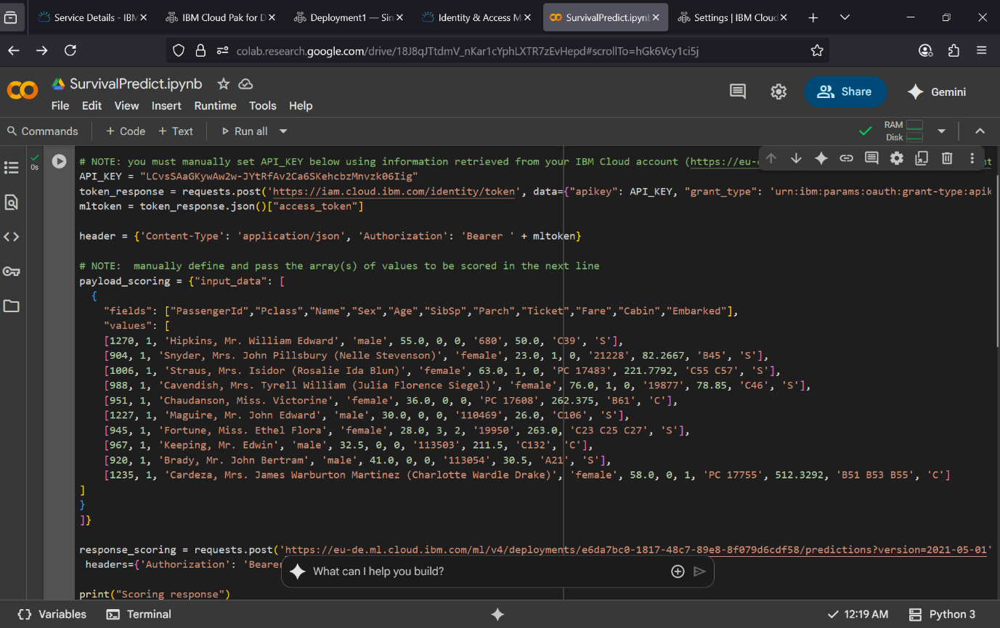 Service Details - IBM
IBM Cloud Pak for D
Deployment1 — Sin
Identity & Access M
SurvivalPredict.ipynb
Settings | IBM Cloud
colab.research.google.com/drive/18J8qJTtdmV_nKar1cYphLXTR7zEvHepd#scrollTo=hGk6Vcy1ci5j
SurvivalPredict.ipynb
Share
Gemini
File Edit View Insert Runtime Tools Help
Commands + Code + Text Run all
RAM
Disk
0s
# NOTE: you must manually set API_KEY below using information retrieved from your IBM Cloud account (https://eu-
API_KEY = "LCvsSAaGKywAw2w-JYtRfAv2Ca6SKehcbzMnvzk06Iig"
token_response = requests.post('https://iam.cloud.ibm.com/identity/token', data={"apikey": API_KEY, "grant_type": 'urn:ibm:params:oauth:grant-type:apik
mltoken = token_response.json()["access_token"]
header = {'Content-Type': 'application/json', 'Authorization': 'Bearer ' + mltoken}
# NOTE:  manually define and pass the array(s) of values to be scored in the next line
payload_scoring = {"input_data": [
{
"fields": ["PassengerId","Pclass","Name","Sex","Age","SibSp","Parch","Ticket","Fare","Cabin","Embarked"],
"values": [
[1270, 1, 'Hipkins, Mr. William Edward', 'male', 55.0, 0, 0, '680', 50.0, 'C39', 'S'],
[904, 1, 'Snyder, Mrs. John Pillsbury (Nelle Stevenson)', 'female', 23.0, 1, 0, '21228', 82.2667, 'B45', 'S'],
[1006, 1, 'Straus, Mrs. Isidor (Rosalie Ida Blun)', 'female', 63.0, 1, 0, 'PC 17483', 221.7792, 'C55 C57', 'S'],
[988, 1, 'Cavendish, Mrs. Tyrell William (Julia Florence Siegel)', 'female', 76.0, 1, 0, '19877', 78.85, 'C46', 'S'],
[951, 1, 'Chaudanson, Miss. Victorine', 'female', 36.0, 0, 0, 'PC 17608', 262.375, 'B61', 'C'],
[1227, 1, 'Maguire, Mr. John Edward', 'male', 30.0, 0, 0, '110469', 26.0, 'C106', 'S'],
[945, 1, 'Fortune, Miss. Ethel Flora', 'female', 28.0, 3, 2, '19950', 263.0, 'C23 C25 C27', 'S'],
[967, 1, 'Keeping, Mr. Edwin', 'male', 32.5, 0, 0, '113503', 211.5, 'C132', 'C'],
[920, 1, 'Brady, Mr. John Bertram', 'male', 41.0, 0, 0, '113054', 30.5, 'A21', 'S'],
[1235, 1, 'Cardeza, Mrs. James Warburton Martinez (Charlotte Wardle Drake)', 'female', 58.0, 0, 1, 'PC 17755', 512.3292, 'B51 B53 B55', 'C']
]
}
]}
response_scoring = requests.post('https://eu-de.ml.cloud.ibm.com/ml/v4/deployments/e6da7bc0-1817-48c7-89e8-8f079d6cdf58/predictions?version=2021-05-01'
headers={'Authorization': 'Bearer
What can I help you build?
print("Scoring response")
Variables Terminal
12:19 AM Python 3